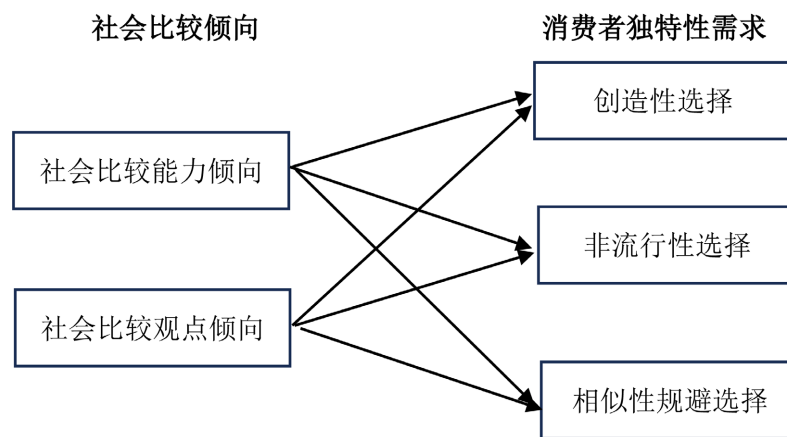 社会比较倾向
消费者独特性需求
创造性选择
社会比较能力倾向
非流行性选择
社会比较观点倾向
相似性规避选择